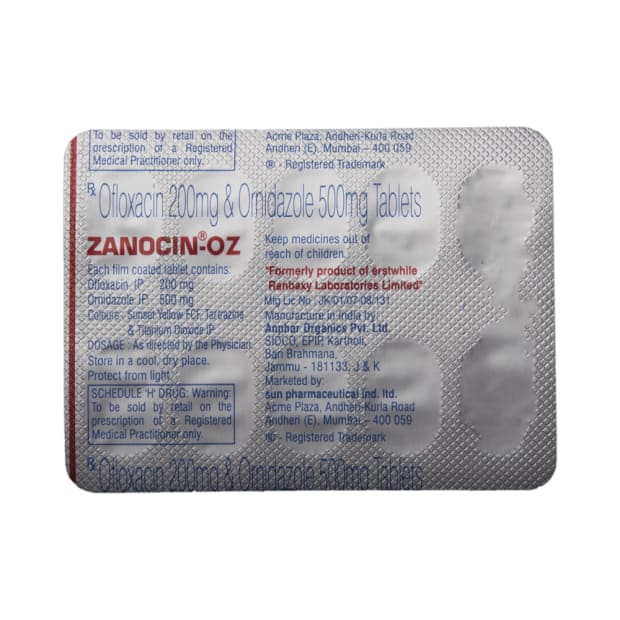 To be sold by retail on the
prescription of a Registered
Medical Practitioner only.
Acme Plaza, Andheri-Kurla Road
Andheri (E), Mumbai – 400 059
® - Registered Trademark
Rx Ofloxacin 200mg & Ornidazole 500mg Tablets
ZANOCIN®-OZ
Each film coated tablet contains:
Ofloxacin IP 200 mg
Ornidazole IP 500 mg
Colours : Sunset Yellow FCF, Tartrazine
& Titanium Dioxide IP
DOSAGE : As directed by the Physician
Store in a cool, dry place.
Protect from light.
SCHEDULE 'H' DRUG: Warning:
To be sold by retail on the
prescription of a Registered
Medical Practitioner only.
Keep medicines out of
reach of children.
"Formerly product of erstwhile
Ranbaxy Laboratories Limited"
Mfg Lic No : JK/01/07-08/131
Manufacture in India by:
Anphar Organics Pvt. Ltd.
SIDCO, EPIP, Kartholi,
Bari Brahmana,
Jammu - 181133, J & K
Marketed by:
sun pharmaceutical ind. ltd.
Acme Plaza, Andheri-Kurla Road
Andheri (E), Mumbai – 400 059
® - Registered Trademark
Rx Ofloxacin 200mg & Ornidazole 500mg Tablets